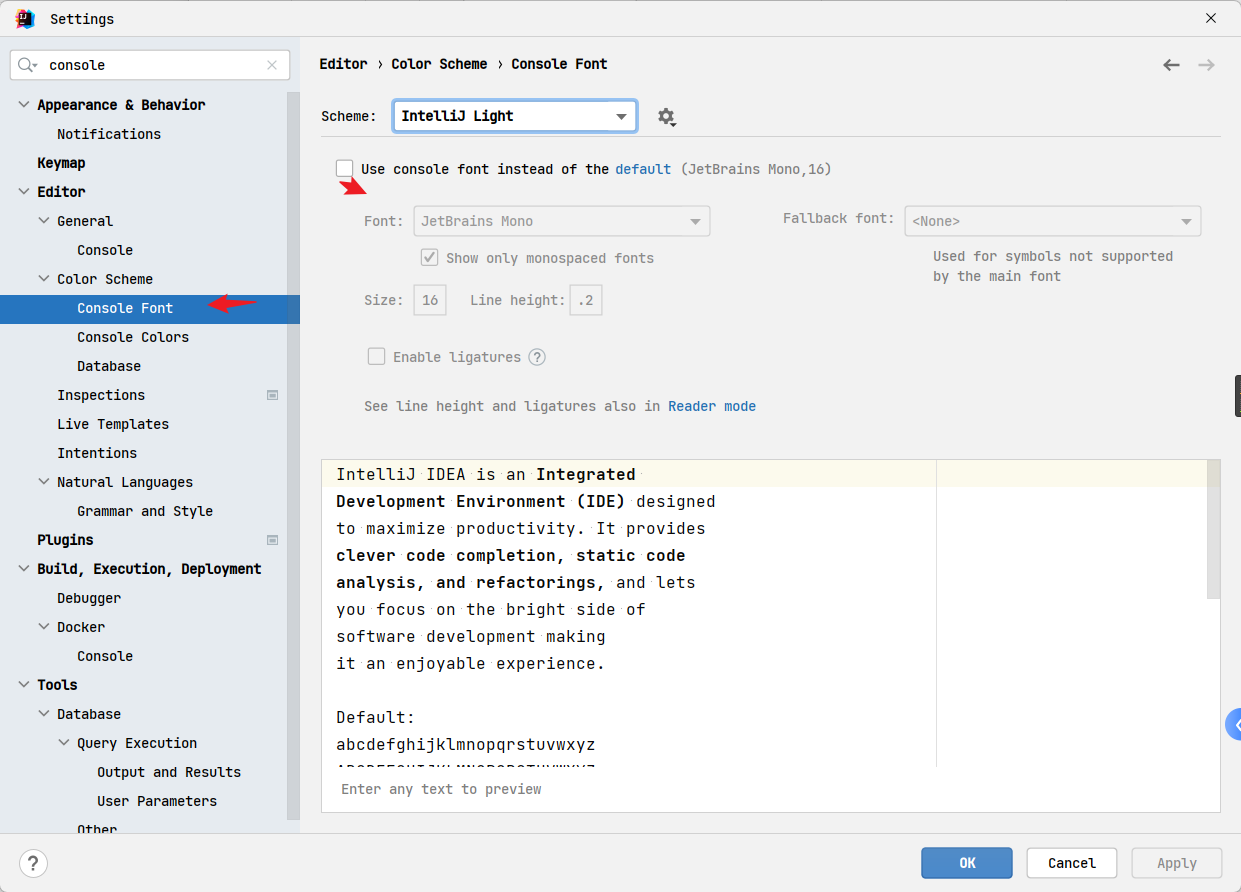 Settings
console
Appearance & Behavior
Notifications
Keymap
Editor
General
Console
Color Scheme
Console Font
Console Colors
Database
Inspections
Live Templates
Intentions
Natural Languages
Grammar and Style
Plugins
Build, Execution, Deployment
Debugger
Docker
Console
Tools
Database
Query Execution
Output and Results
User Parameters
Other
Editor › Color Scheme › Console Font
Scheme: IntelliJ Light
Use console font instead of the default (JetBrains Mono,16)
Font: JetBrains Mono Fallback font: <None>
Show only monospaced fonts
Used for symbols not supported
by the main font
Size: 16 Line height: .2
Enable ligatures ?
See line height and ligatures also in Reader mode
IntelliJ IDEA is an Integrated
Development Environment (IDE) designed
to maximize productivity. It provides
clever code completion, static code
analysis, and refactorings, and lets
you focus on the bright side of
software development making
it an enjoyable experience.
Default:
abcdefghijklmnopqrstuvwxyz
ABCDEFGHIJKLMNOPQRSTUVWXYZ
Enter any text to preview
? OK Cancel Apply